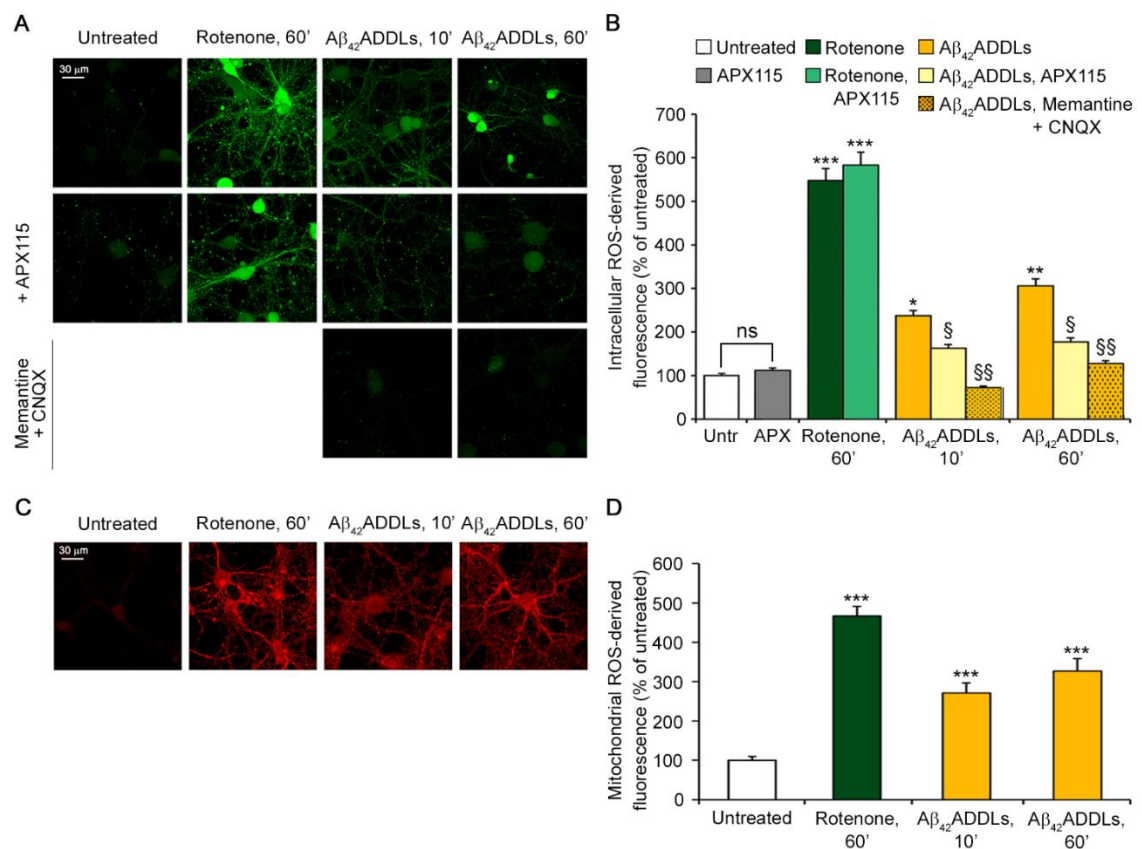 A
Untreated
Rotenone, 60’
Aβ₄₂ADDLs, 10’
Aβ₄₂ADDLs, 60’
30 μm
+ APX115
Memantine
+ CNQX
B
Untreated
APX115
Rotenone
Rotenone,
APX115
Aβ₄₂ADDLs
Aβ₄₂ADDLs, APX115
Aβ₄₂ADDLs, Memantine
+ CNQX
Intracellular ROS-derived
fluorescence (% of untreated)
700
600
500
400
300
200
100
0
ns
***
***
*
§
§§
**
§
§§
Untr
APX
Rotenone,
60’
Aβ₄₂ADDLs,
10’
Aβ₄₂ADDLs,
60’
C
Untreated
Rotenone, 60’
Aβ₄₂ADDLs, 10’
Aβ₄₂ADDLs, 60’
30 μm
D
Mitochondrial ROS-derived
fluorescence (% of untreated)
600
500
400
300
200
100
0
***
***
***
Untreated
Rotenone,
60’
Aβ₄₂ADDLs,
10’
Aβ₄₂ADDLs,
60’